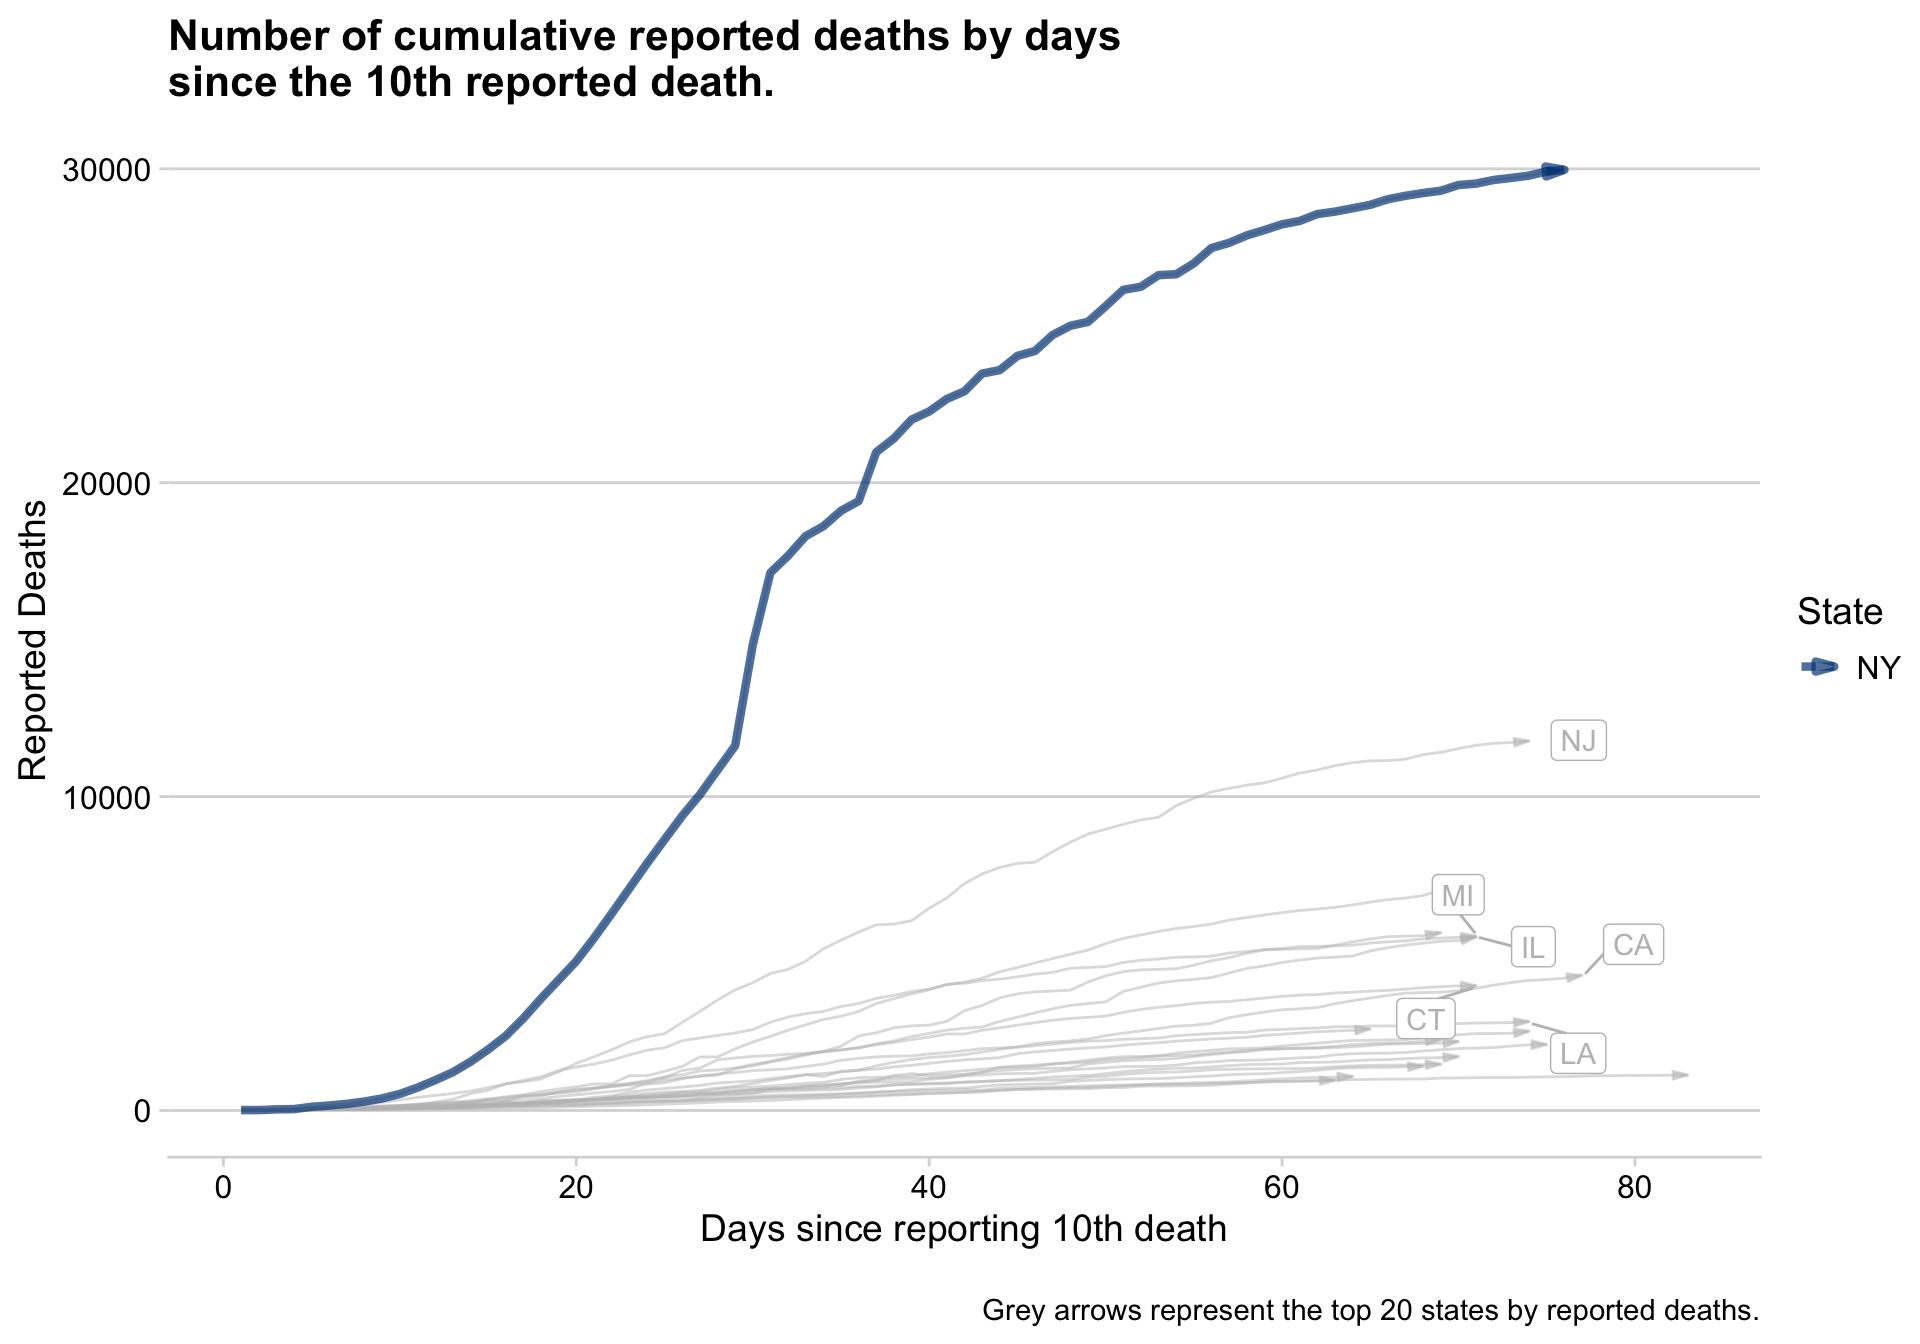 Number of cumulative reported deaths by days
since the 10th reported death.
30000
20000
10000
0
Reported Deaths
NJ
MI
IL
CA
CT
LA
State
NY
0 20 40 60 80
Days since reporting 10th death
Grey arrows represent the top 20 states by reported deaths.